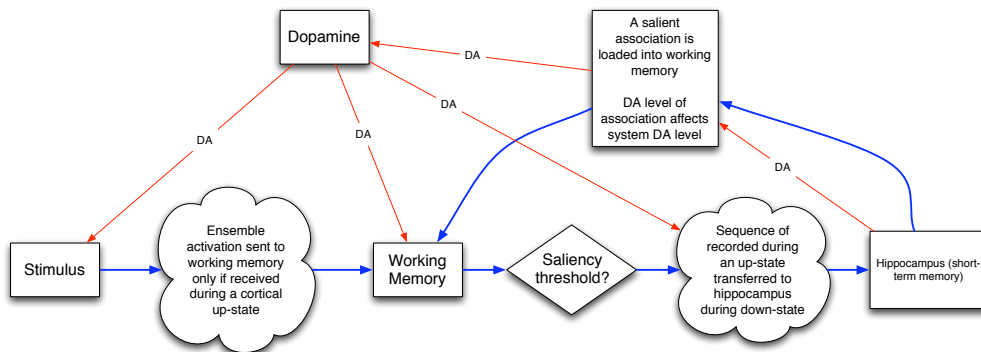 Dopamine
A salient
association is
loaded into working
memory
DA level of
association affects
system DA level
DA
DA
DA
DA
DA
Stimulus
Ensemble
activation sent to
working memory
only if received
during a cortical
up-state
Working
Memory
Saliency
threshold?
Sequence of
recorded during
an up-state
transferred to
hippocampus
during down-state
Hippocampus (short-
term memory)